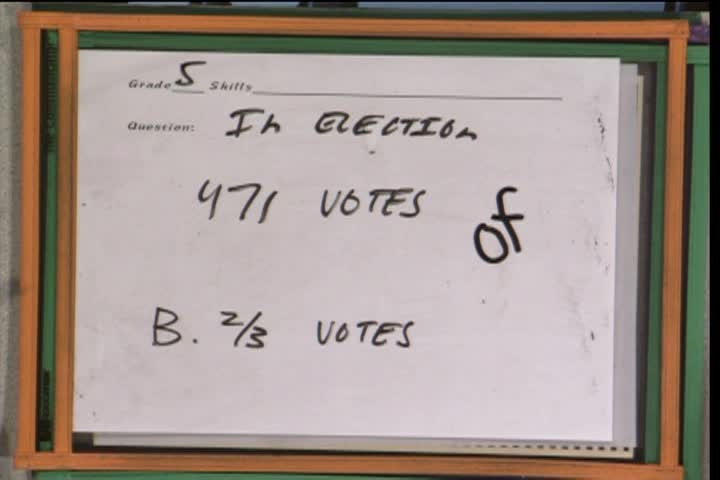 Grade 5 Skills
Question: In ELECTION
471 VOTES of
B. 2/3 VOTES